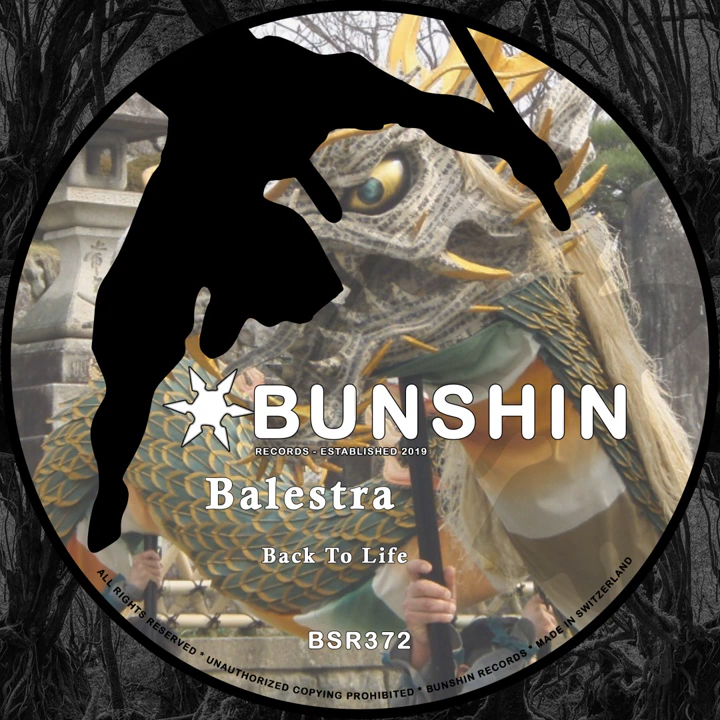 BUNSHIN
RECORDS - ESTABLISHED 2019
Balestra
Back To Life
BSR372
ALL RIGHTS RESERVED * UNAUTHORIZED COPYING PROHIBITED * BUNSHIN RECORDS * MADE IN SWITZERLAND